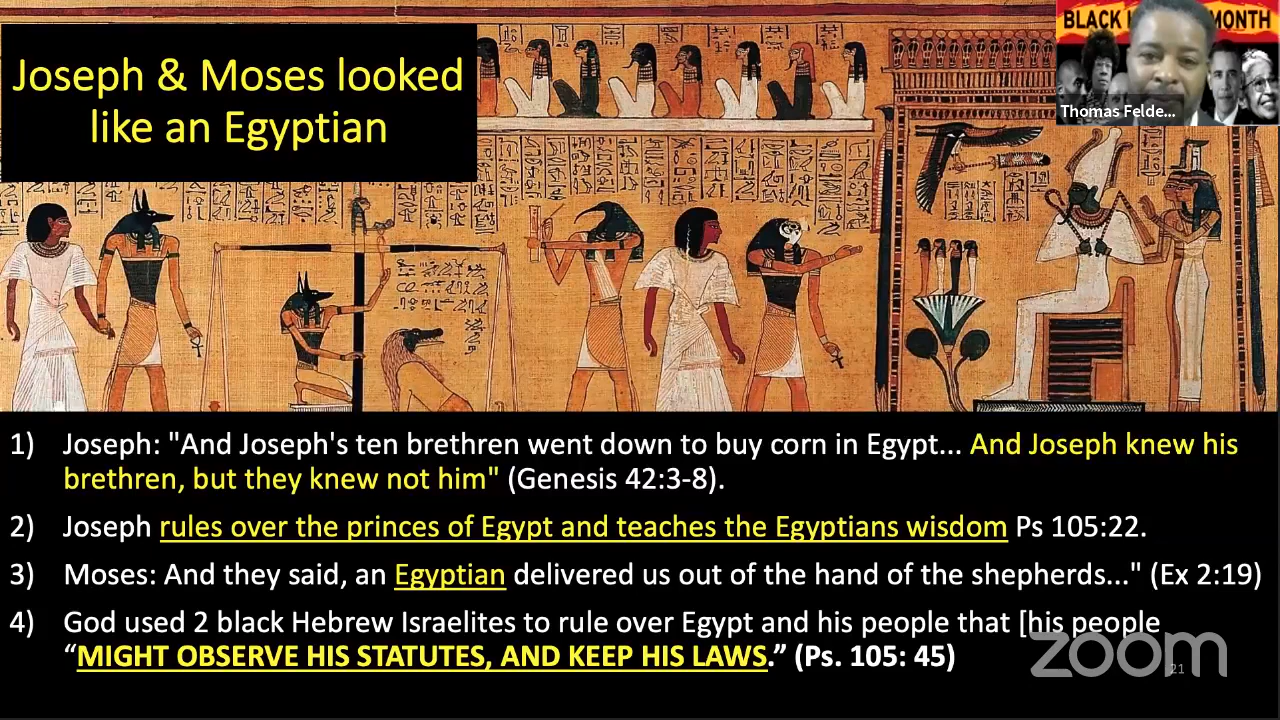 BLACK MONTH
Thomas Felde...
Joseph & Moses looked
like an Egyptian
1) Joseph: "And Joseph's ten brethren went down to buy corn in Egypt... And Joseph knew his
brethren, but they knew not him" (Genesis 42:3-8).
2) Joseph rules over the princes of Egypt and teaches the Egyptians wisdom Ps 105:22.
3) Moses: And they said, an Egyptian delivered us out of the hand of the shepherds..." (Ex 2:19)
4) God used 2 black Hebrew Israelites to rule over Egypt and his people that [his people
“MIGHT OBSERVE HIS STATUTES, AND KEEP HIS LAWS.” (Ps. 105: 45)
zoom
21